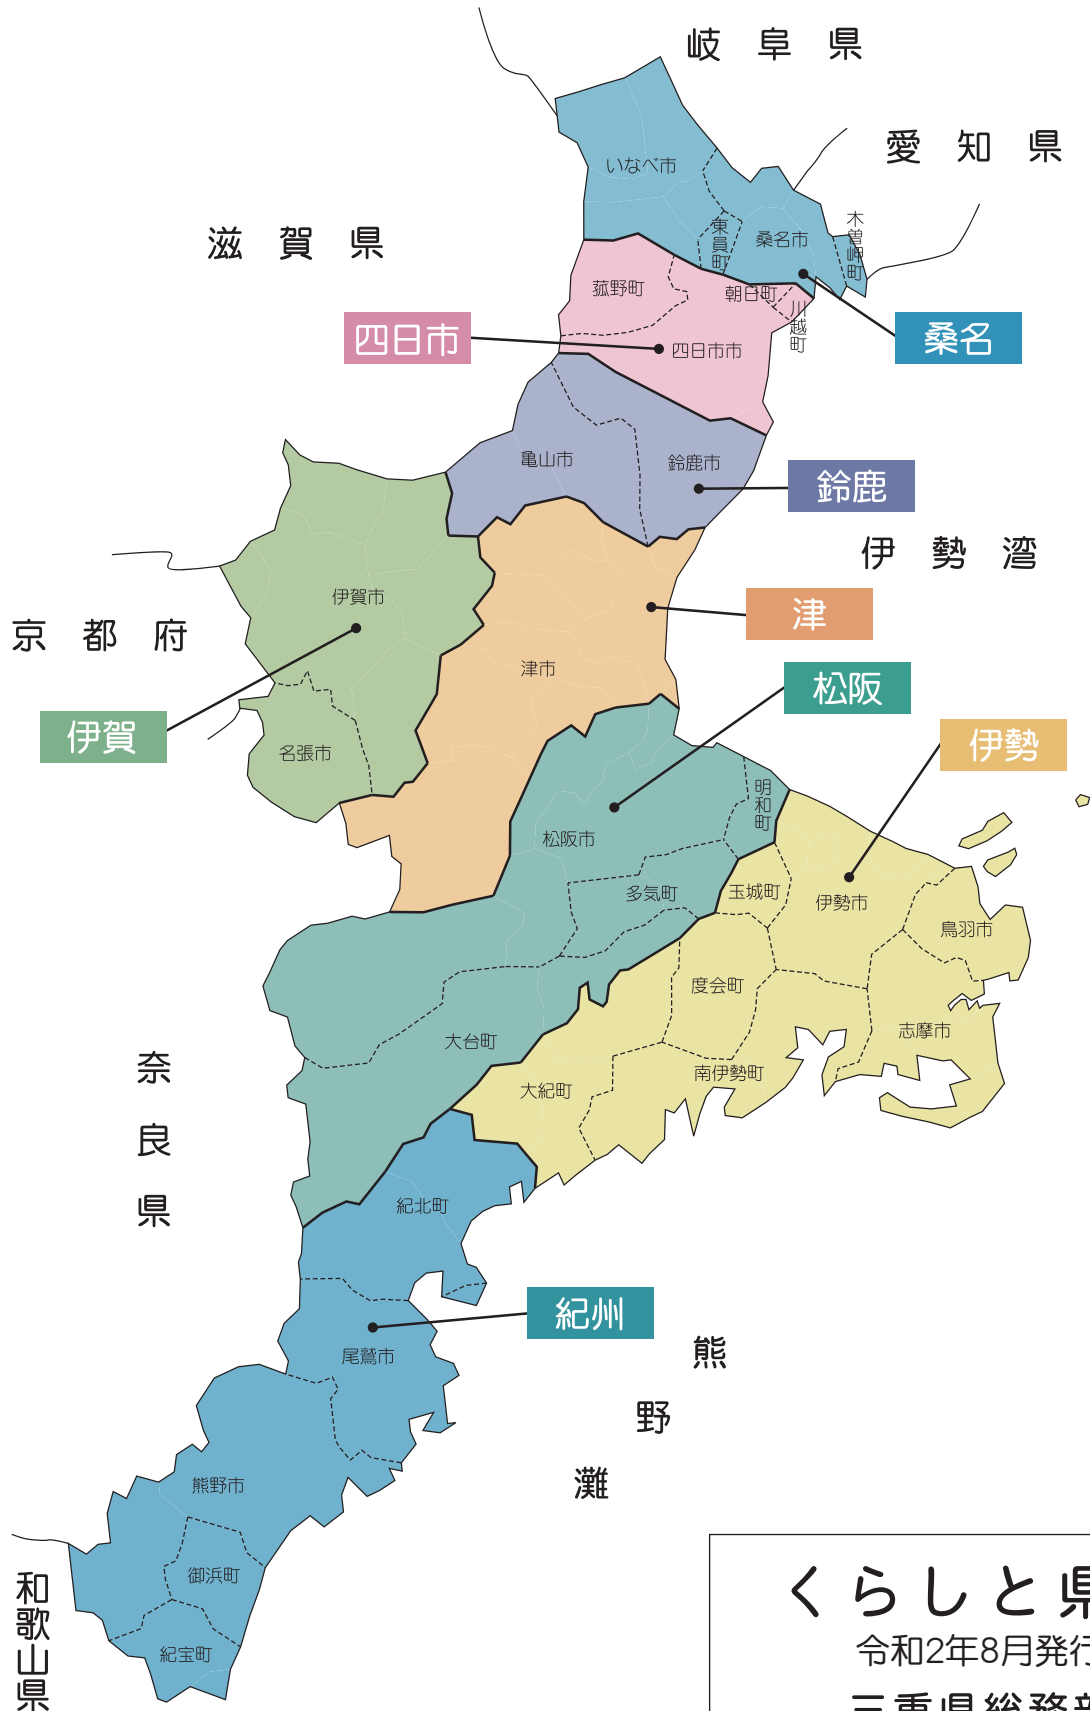 岐阜県
愛知県
滋賀県
いなべ市
東員町
桑名市
木曽岬町
菰野町
朝日町
川越町
四日市
四日市市
桑名
亀山市
鈴鹿市
鈴鹿
伊勢湾
伊賀市
津
京都府
津市
松阪
伊賀
名張市
伊勢
明和町
松阪市
多気町
玉城町
伊勢市
鳥羽市
度会町
志摩市
大台町
南伊勢町
大紀町
奈良県
紀北町
紀州
尾鷲市
熊野灘
熊野市
御浜町
紀宝町
和歌山県
くらしと県
令和2年8月発行
三重県総務部